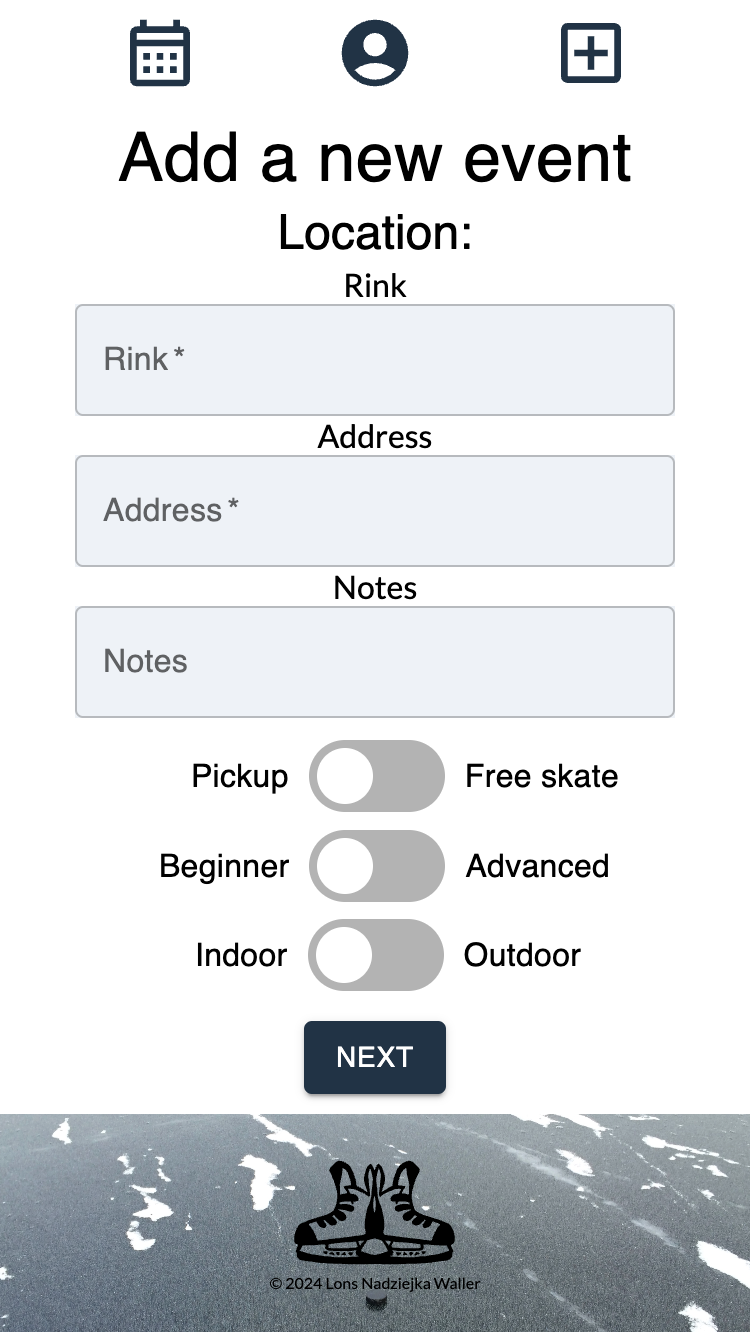 Add a new event
Location:
Rink
Rink *
Address
Address *
Notes
Notes
Pickup Free skate
Beginner Advanced
Indoor Outdoor
NEXT
© 2024 Lons Nadziejka Waller